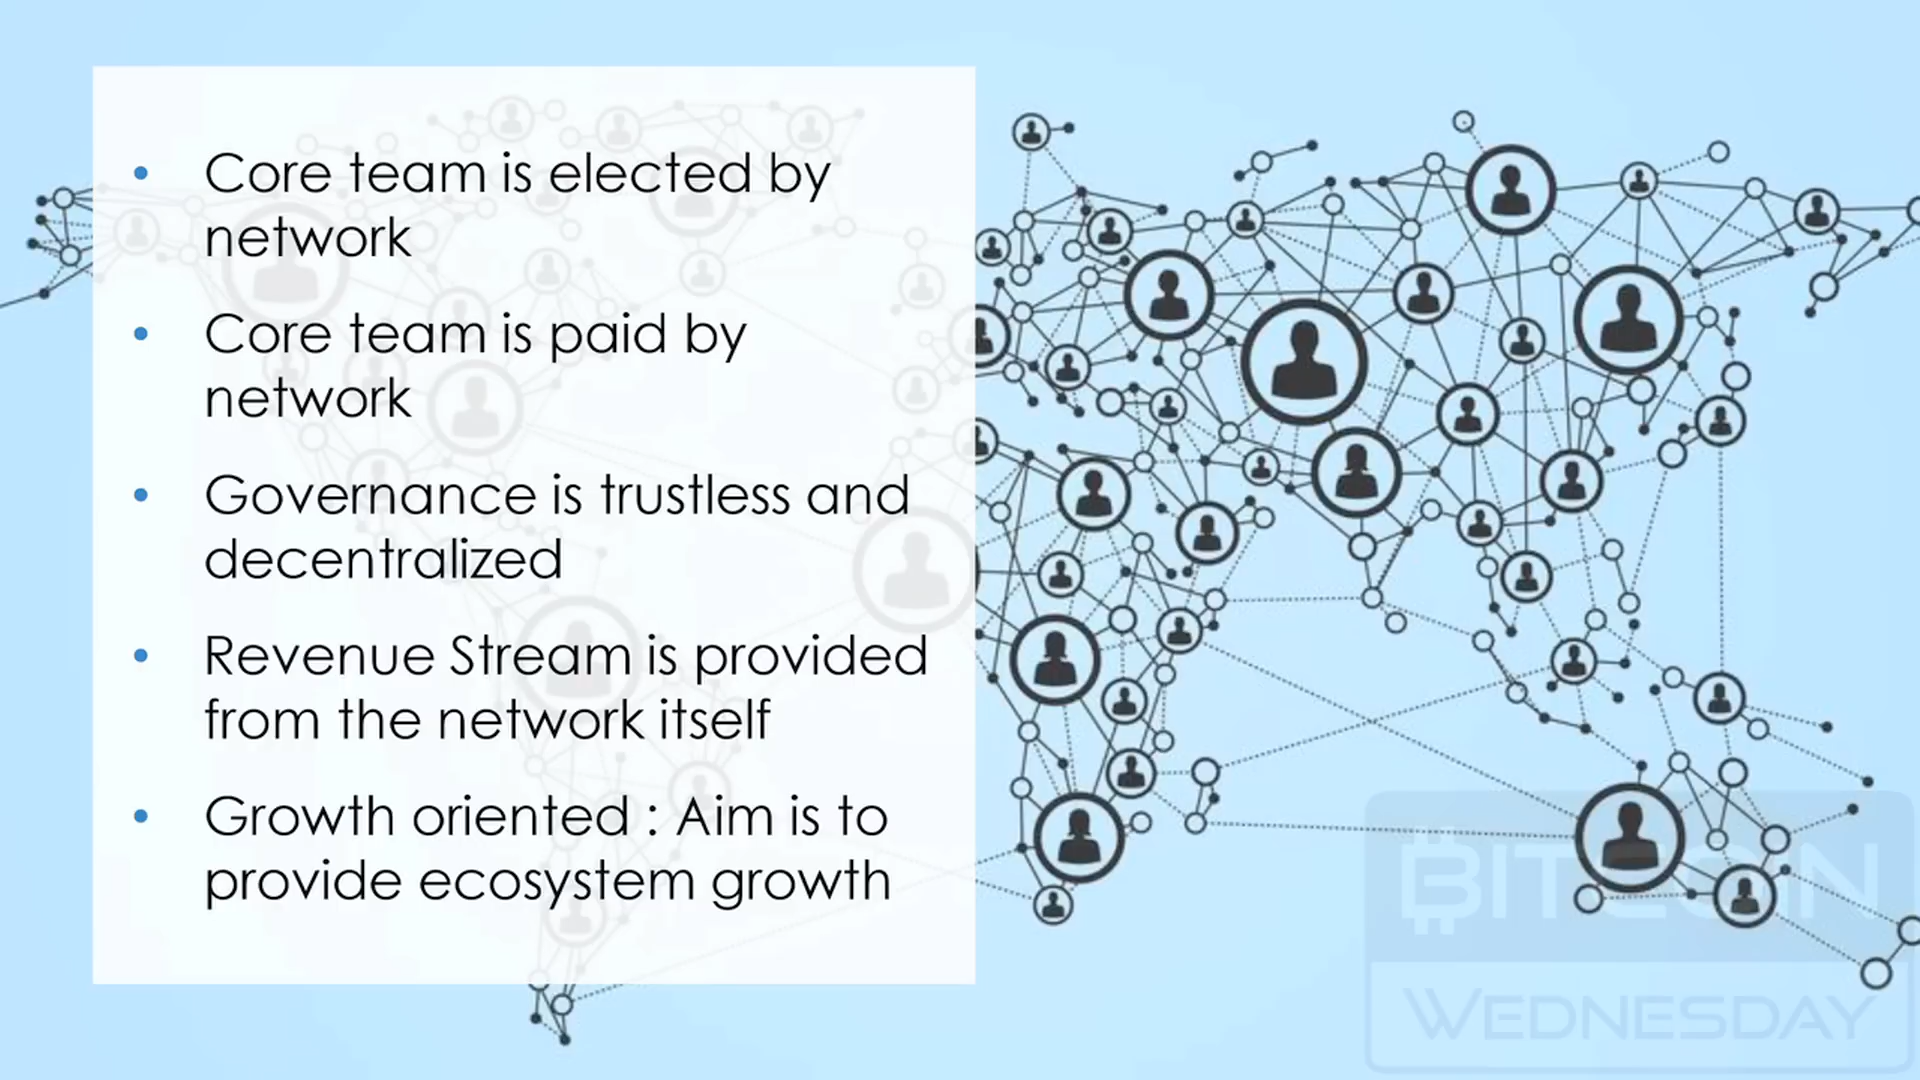 • Core team is elected by
network
• Core team is paid by
network
• Governance is trustless and
decentralized
• Revenue Stream is provided
from the network itself
• Growth oriented : Aim is to
provide ecosystem growth
BITCOIN
WEDNESDAY